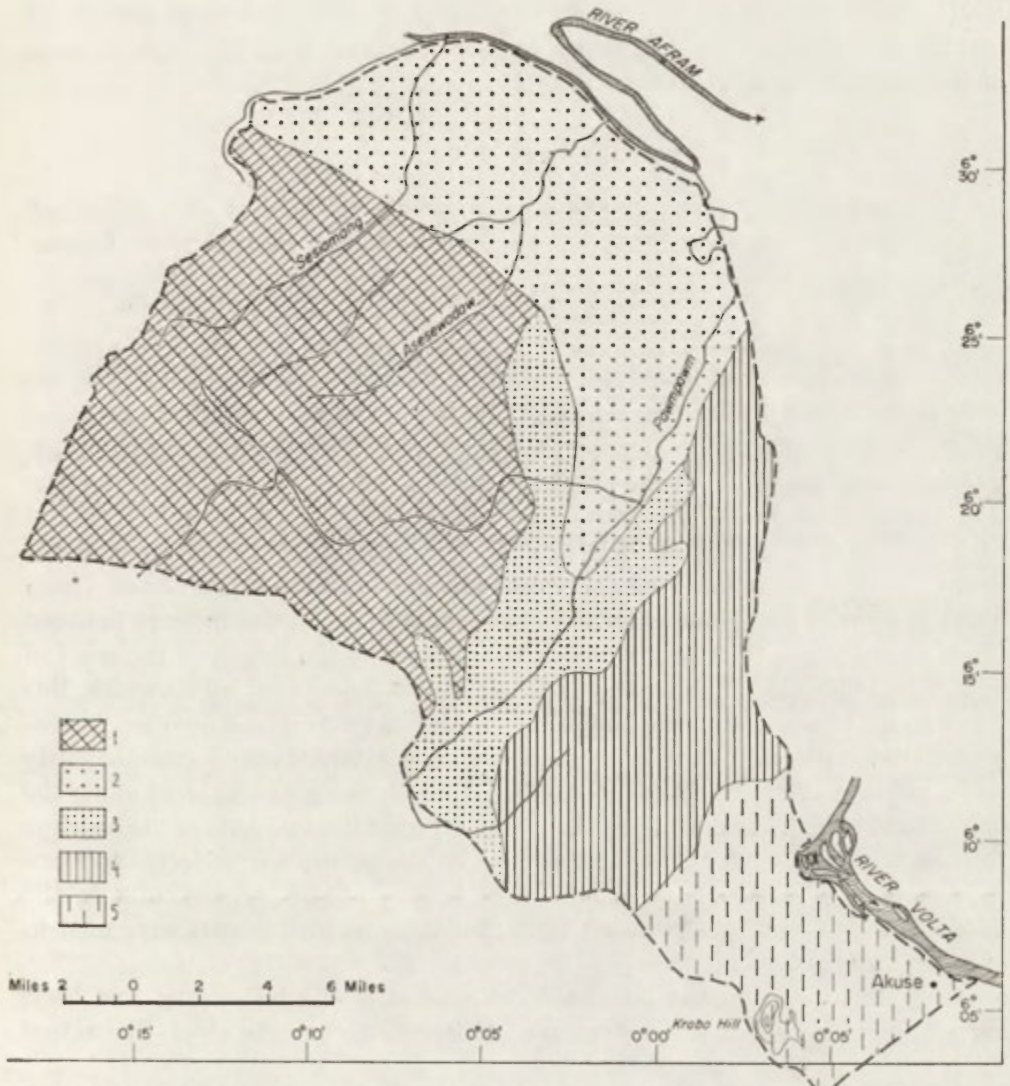 RIVER AFRAM
6° 30'
Sesiamang
Asesewadaw
6° 25'
Pawmpawm
6° 20'
6° 15'
1
2
3
4
5
6° 10'
RIVER VOLTA
Miles 2 0 2 4 6 Miles
Akuse
6° 05'
Krobo Hill
0° 15' 0° 10' 0° 05' 0° 00' 0° 05'